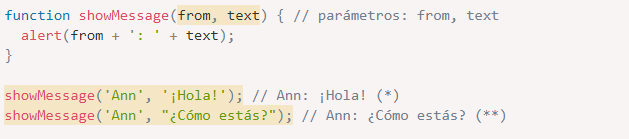 function showMessage(from, text) { // parámetros: from, text
  alert(from + ': ' + text);
}
showMessage('Ann', '¡Hola!'); // Ann: ¡Hola! (*)
showMessage('Ann', "¿Cómo estás?"); // Ann: ¿Cómo estás? (**)